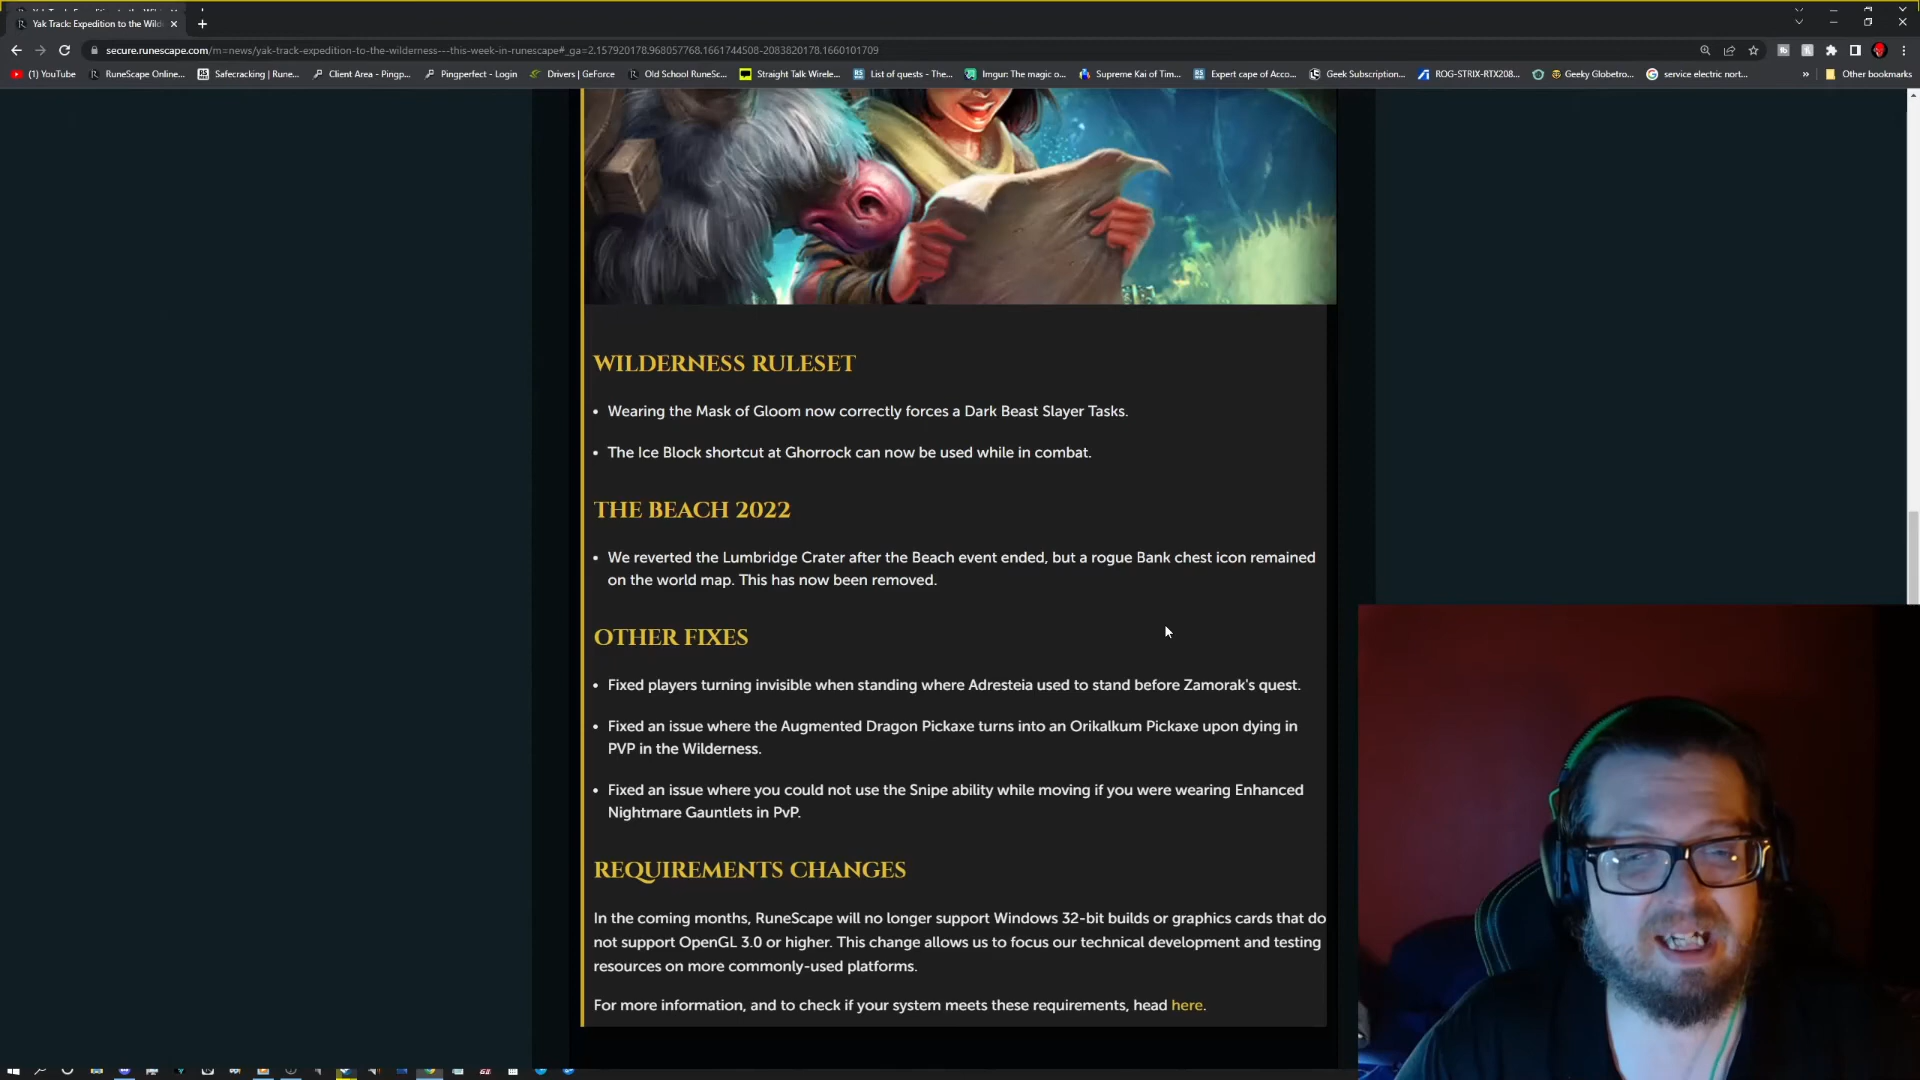 Yak Track: Expedition to the Wild
secure.runescape.com/m=news/yak-track-expedition-to-the-wilderness---this-week-in-runescape#_ga=2.157920178.968057768.1661744508-2083820178.1660101709
(1) YouTube RuneScape Online... Safecracking | Rune... Client Area - Pingp... Pingperfect - Login Drivers | GeForce Old School RuneSc... Straight Talk Wirele... List of quests - The... Imgur: The magic o... Supreme Kai of Tim... Expert cape of Acco... Geek Subscription... ROG-STRIX-RTX208... Geeky Globetro... service electric nort... » Other bookmarks
WILDERNESS RULESET
• Wearing the Mask of Gloom now correctly forces a Dark Beast Slayer Tasks.
• The Ice Block shortcut at Ghorrock can now be used while in combat.
THE BEACH 2022
• We reverted the Lumbridge Crater after the Beach event ended, but a rogue Bank chest icon remained
on the world map. This has now been removed.
OTHER FIXES
• Fixed players turning invisible when standing where Adresteia used to stand before Zamorak's quest.
• Fixed an issue where the Augmented Dragon Pickaxe turns into an Orikalkum Pickaxe upon dying in
PVP in the Wilderness.
• Fixed an issue where you could not use the Snipe ability while moving if you were wearing Enhanced
Nightmare Gauntlets in PvP.
REQUIREMENTS CHANGES
In the coming months, RuneScape will no longer support Windows 32-bit builds or graphics cards that do
not support OpenGL 3.0 or higher. This change allows us to focus our technical development and testing
resources on more commonly-used platforms.
For more information, and to check if your system meets these requirements, head here.